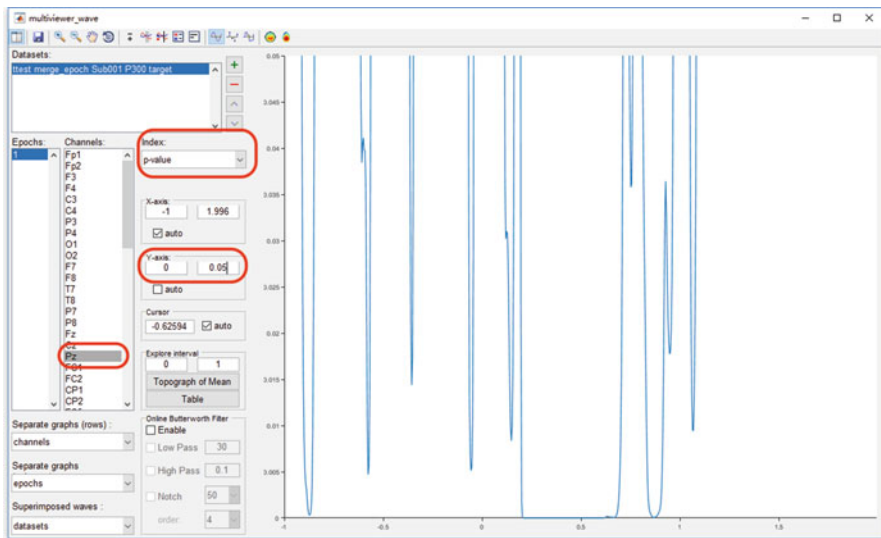 multiviewer_wave
Datasets:
ttest merge_epoch Sub001 P300 target
Epochs:
1
Channels:
Fp1
Fp2
F3
F4
C3
C4
P3
P4
O1
O2
F7
F8
T7
T8
P7
P8
Fz
Cz
Pz
FC1
FC2
CP1
CP2
Index:
p-value
X-axis:
-1 1.996
auto
Y-axis:
0 0.05
auto
Cursor
-0.62594 auto
Explore interval
0 1
Topograph of Mean
Table
Online Butterworth Filter
Enable
Low Pass 30
High Pass 0.1
Notch 50
order: 4
Separate graphs (rows) :
channels
Separate graphs
epochs
Superimposed waves :
datasets
0.05
0.045
0.04
0.035
0.03
0.025
0.02
0.015
0.01
0.005
0
-1 -0.5 0 0.5 1 1.5